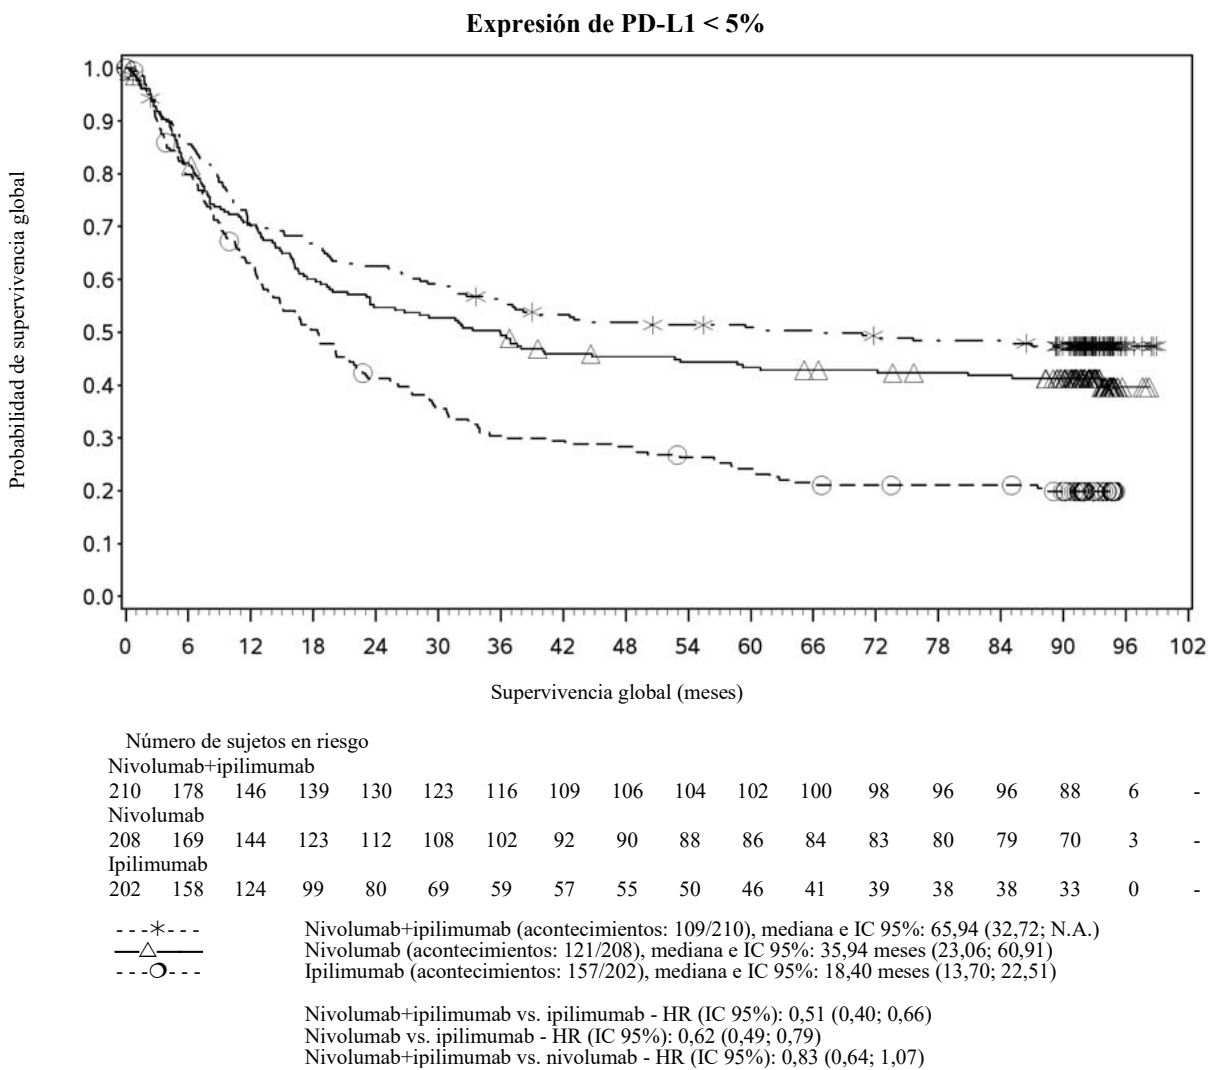 Expresión de PD-L1 < 5%
Probabilidad de supervivencia global
1.0
0.9
0.8
0.7
0.6
0.5
0.4
0.3
0.2
0.1
0.0
0 6 12 18 24 30 36 42 48 54 60 66 72 78 84 90 96 102
Supervivencia global (meses)
Número de sujetos en riesgo
Nivolumab+ipilimumab
210 178 146 139 130 123 116 109 106 104 102 100 98 96 96 88 6 -
Nivolumab
208 169 144 123 112 108 102 92 90 88 86 84 83 80 79 70 3 -
Ipilimumab
202 158 124 99 80 69 59 57 55 50 46 41 39 38 38 33 0 -
Nivolumab+ipilimumab (acontecimientos: 109/210), mediana e IC 95%: 65,94 (32,72; N.A.)
Nivolumab (acontecimientos: 121/208), mediana e IC 95%: 35,94 meses (23,06; 60,91)
Ipilimumab (acontecimientos: 157/202), mediana e IC 95%: 18,40 meses (13,70; 22,51)
Nivolumab+ipilimumab vs. ipilimumab - HR (IC 95%): 0,51 (0,40; 0,66)
Nivolumab vs. ipilimumab - HR (IC 95%): 0,62 (0,49; 0,79)
Nivolumab+ipilimumab vs. nivolumab - HR (IC 95%): 0,83 (0,64; 1,07)